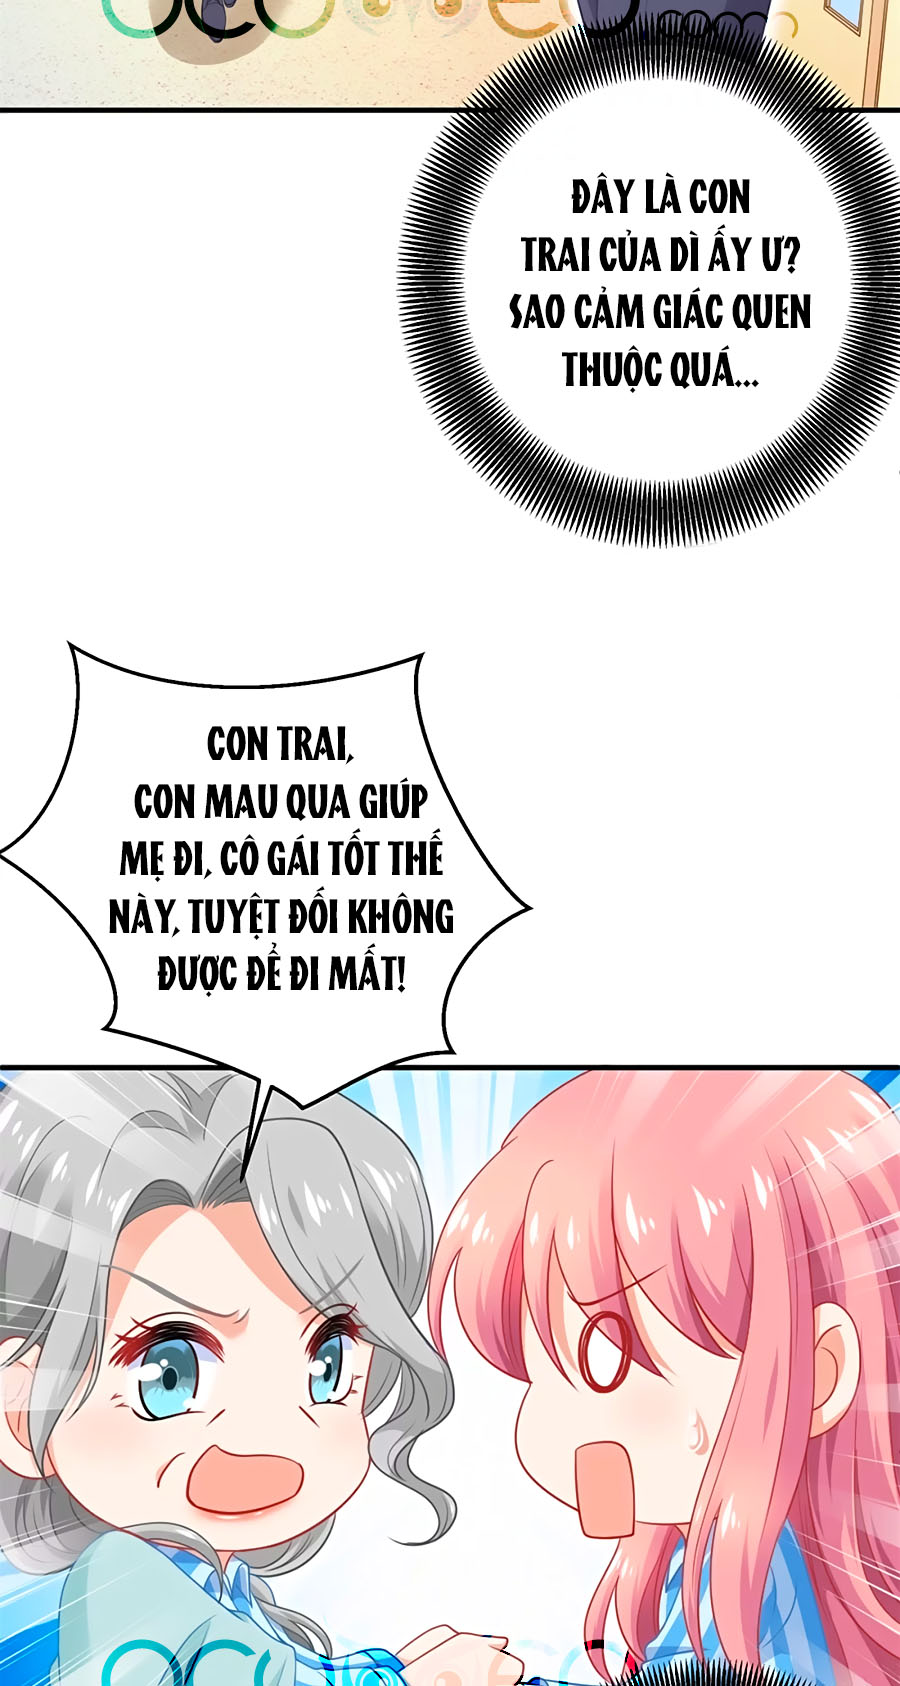 ĐÂY LÀ CON
TRAI CỦA DÌ ẤY Ư?
SAO CẢM GIÁC QUEN
THUỘC QUÁ...
CON TRAI,
CON MAU QUA GIÚP
MẸ ĐI, CÔ GÁI TỐT THẾ
NÀY, TUYỆT ĐỐI KHÔNG
ĐƯỢC ĐỂ ĐI MẤT!